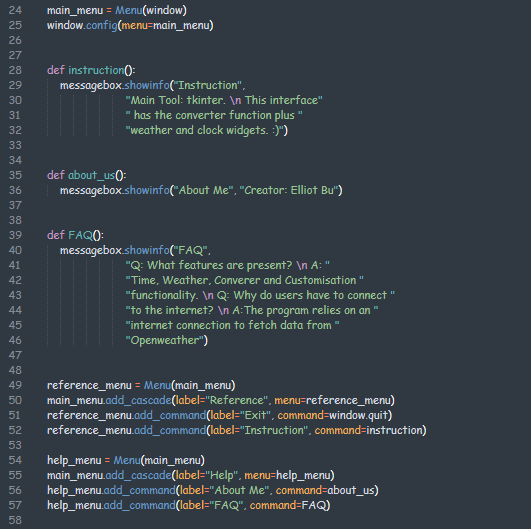 24 main_menu = Menu(window)
25 window.config(menu=main_menu)
26
27
28 def instruction():
29 messagebox.showinfo("Instruction",
30 "Main Tool: tkinter. \n This interface"
31 " has the converter function plus "
32 "weather and clock widgets. :)")
33
34
35 def about_us():
36 messagebox.showinfo("About Me", "Creator: Elliot Bu")
37
38
39 def FAQ():
40 messagebox.showinfo("FAQ",
41 "Q: What features are present? \n A: "
42 "Time, Weather, Converer and Customisation "
43 "functionality. \n Q: Why do users have to connect "
44 "to the internet? \n A:The program relies on an "
45 "internet connection to fetch data from "
46 "Openweather")
47
48
49 reference_menu = Menu(main_menu)
50 main_menu.add_cascade(label="Reference", menu=reference_menu)
51 reference_menu.add_command(label="Exit", command=window.quit)
52 reference_menu.add_command(label="Instruction", command=instruction)
53
54 help_menu = Menu(main_menu)
55 main_menu.add_cascade(label="Help", menu=help_menu)
56 help_menu.add_command(label="About Me", command=about_us)
57 help_menu.add_command(label="FAQ", command=FAQ)
58